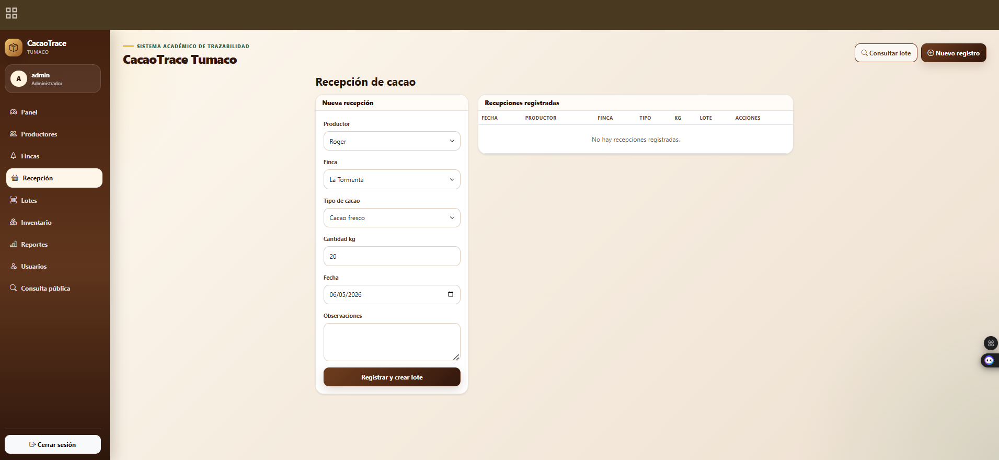 CacaoTrace
TUMACO
A
admin
Administrador
Panel
Productores
Fincas
Recepción
Lotes
Inventario
Reportes
Usuarios
Consulta pública
Cerrar sesión
SISTEMA ACADÉMICO DE TRAZABILIDAD
CacaoTrace Tumaco
Consultar lote
Nuevo registro
Recepción de cacao
Nueva recepción
Productor
Roger
Finca
La Tormenta
Tipo de cacao
Cacao fresco
Cantidad kg
20
Fecha
06/05/2026
Observaciones
Registrar y crear lote
Recepciones registradas
FECHA PRODUCTOR FINCA TIPO KG LOTE ACCIONES
No hay recepciones registradas.